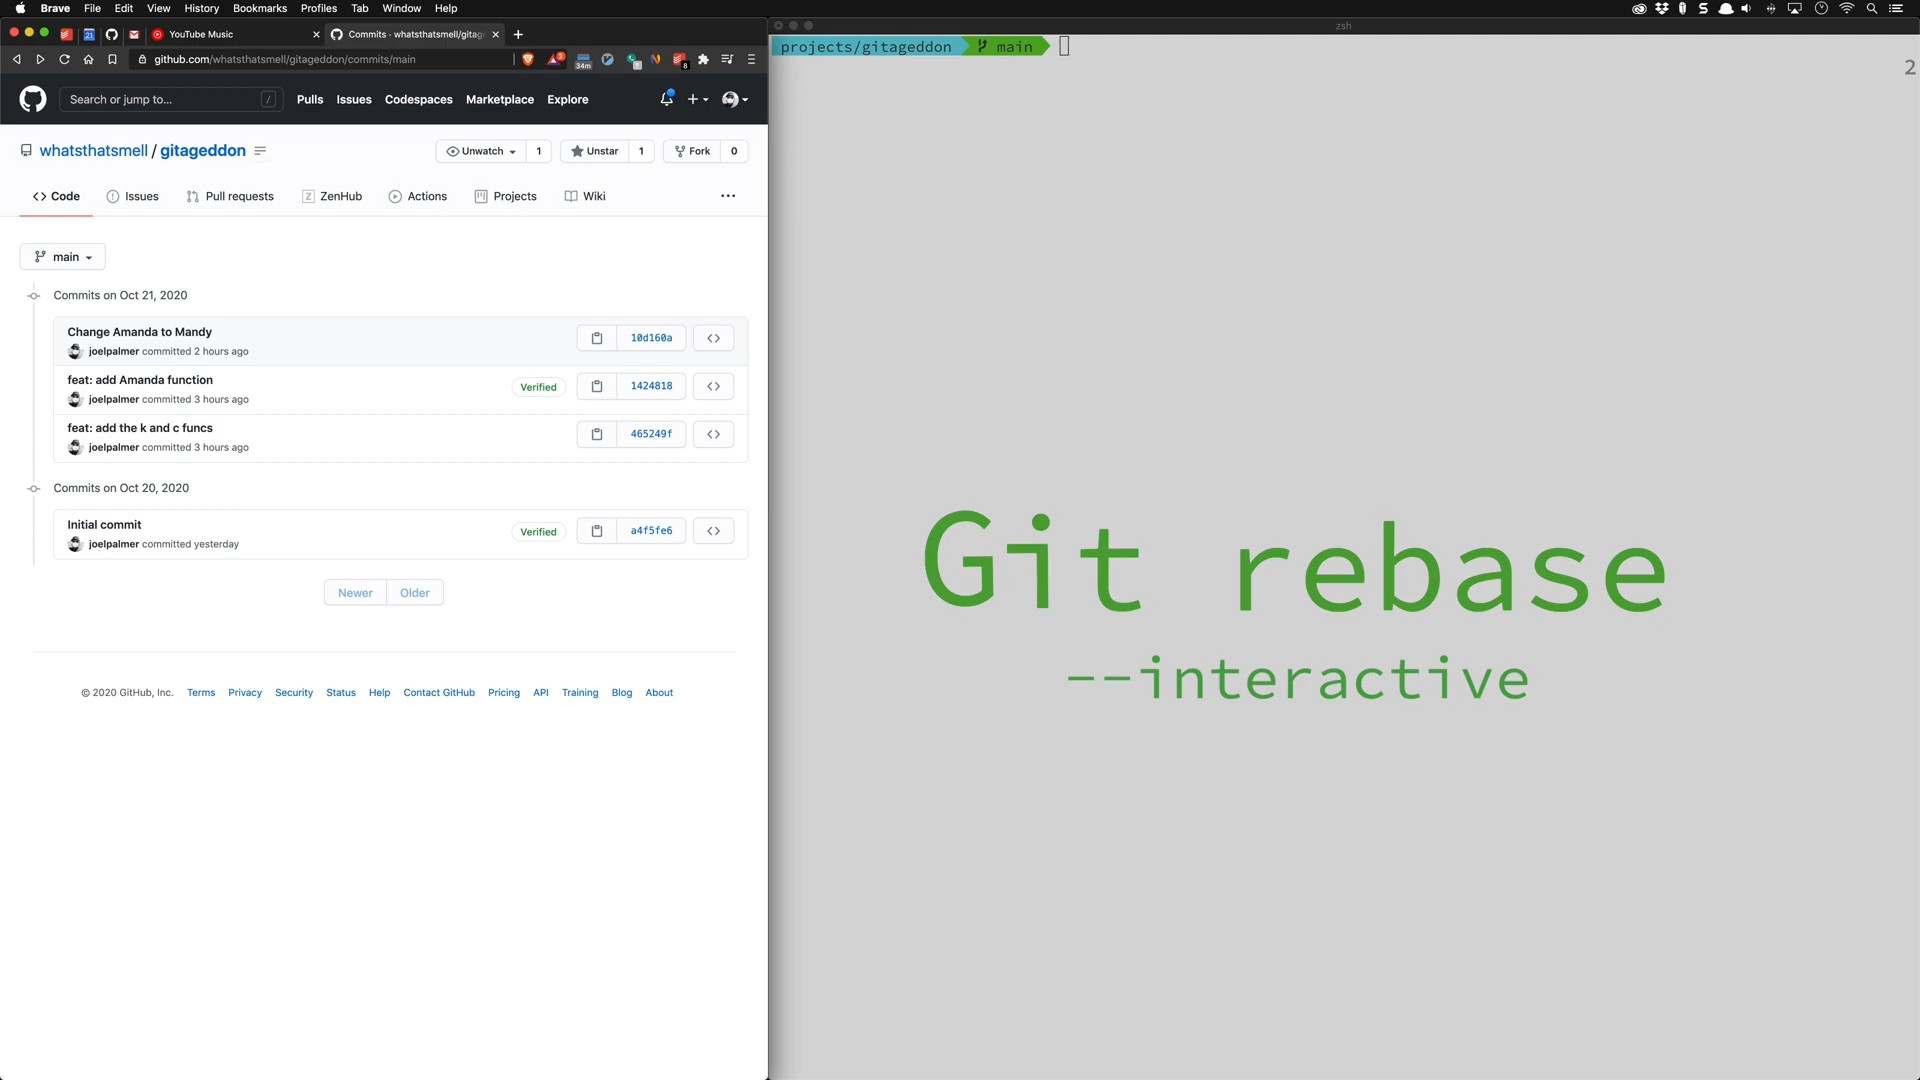 Brave File Edit View History Bookmarks Profiles Tab Window Help
21 YouTube Music Commits · whatsthatsmell/gitage
github.com/whatsthatsmell/gitageddon/commits/main 2 34m 8
Search or jump to... / Pulls Issues Codespaces Marketplace Explore
whatsthatsmell / gitageddon Unwatch 1 Unstar 1 Fork 0
Code Issues Pull requests ZenHub Actions Projects Wiki
main
Commits on Oct 21, 2020
Change Amanda to Mandy
joelpalmer committed 2 hours ago
10d160a
feat: add Amanda function
joelpalmer committed 3 hours ago
Verified 1424818
feat: add the k and c funcs
joelpalmer committed 3 hours ago
465249f
Commits on Oct 20, 2020
Initial commit
joelpalmer committed yesterday
Verified a4f5fe6
Newer Older
© 2020 GitHub, Inc. Terms Privacy Security Status Help Contact GitHub Pricing API Training Blog About
zsh
projects/gitageddon main
2
Git rebase
--interactive